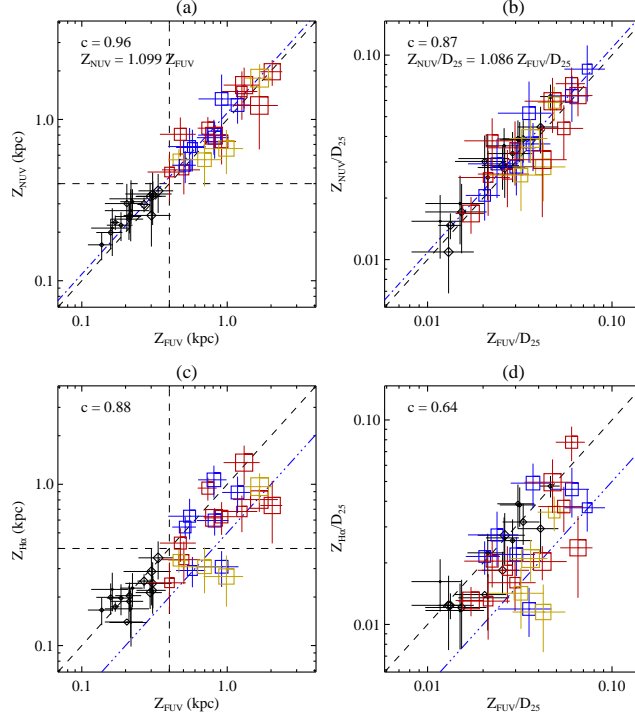 (a)
(b)
c = 0.96
Z_NUV = 1.099 Z_FUV
c = 0.87
Z_NUV/D_25 = 1.086 Z_FUV/D_25
Z_NUV (kpc)
1.0
0.1
0.1
1.0
Z_FUV (kpc)
Z_NUV/D_25
0.10
0.01
0.01
0.10
Z_FUV/D_25
(c)
(d)
c = 0.88
c = 0.64
Z_Hα (kpc)
1.0
0.1
0.1
1.0
Z_FUV (kpc)
Z_Hα/D_25
0.10
0.01
0.01
0.10
Z_FUV/D_25